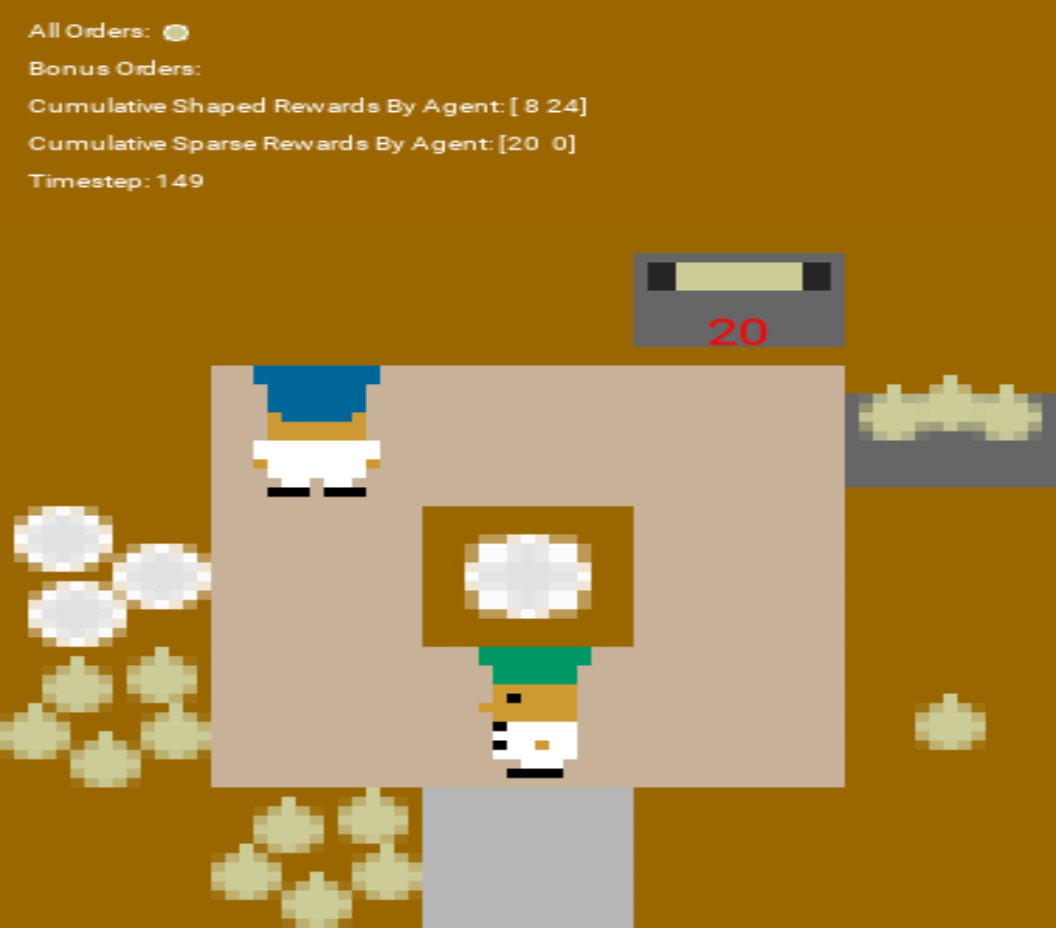 All Orders:
Bonus Orders:
Cumulative Shaped Rewards By Agent: [ 8 24]
Cumulative Sparse Rewards By Agent: [20  0]
Timestep: 149
20